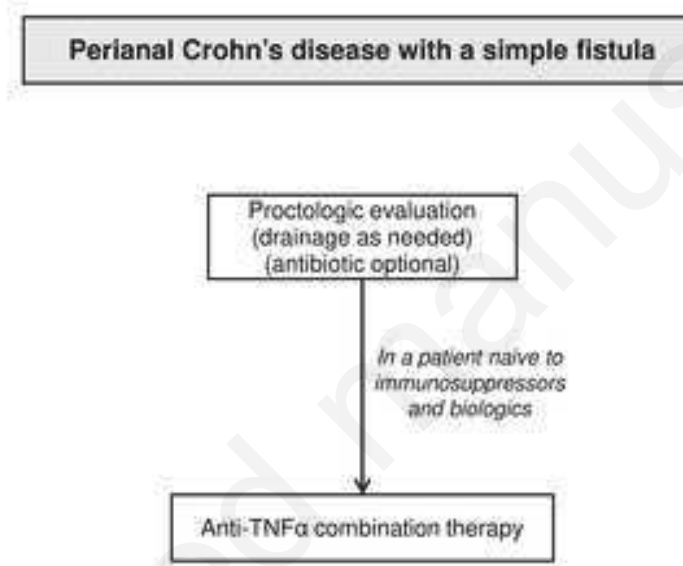 Perianal Crohn's disease with a simple fistula
Proctologic evaluation
(drainage as needed)
(antibiotic optional)
In a patient naive to
immunosuppressors
and biologics
Anti-TNFα combination therapy